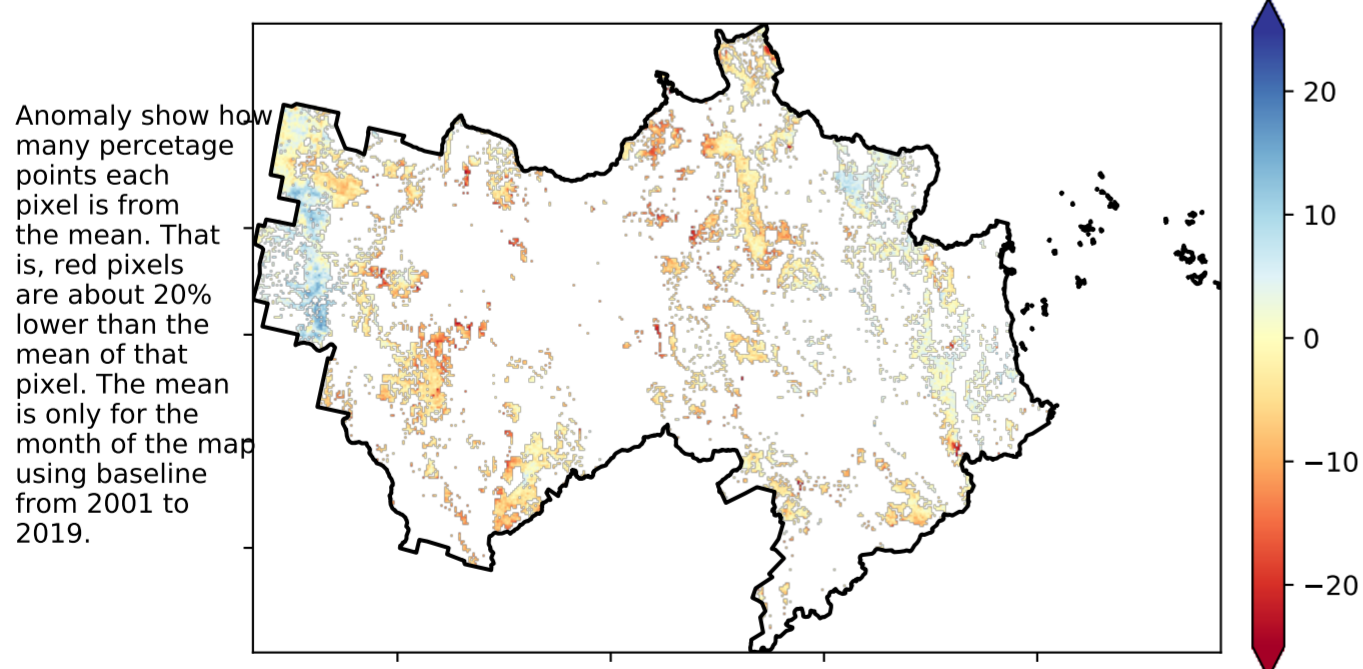 Anomaly show how
many percetage
points each
pixel is from
the mean. That
is, red pixels
are about 20%
lower than the
mean of that
pixel. The mean
is only for the
month of the map
using baseline
from 2001 to
2019.
20
10
0
−10
−20